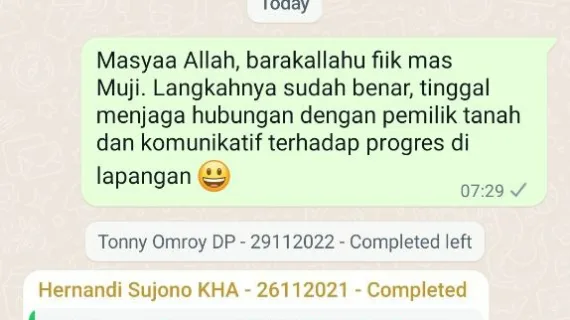 Today
Masyaa Allah, barakallahu fiik mas
Muji. Langkahnya sudah benar, tinggal
menjaga hubungan dengan pemilik tanah
dan komunikatif terhadap progres di
lapangan 😃
07:29
Tonny Omroy DP - 29112022 - Completed left
Hernandi Sujono KHA - 26112021 - Completed